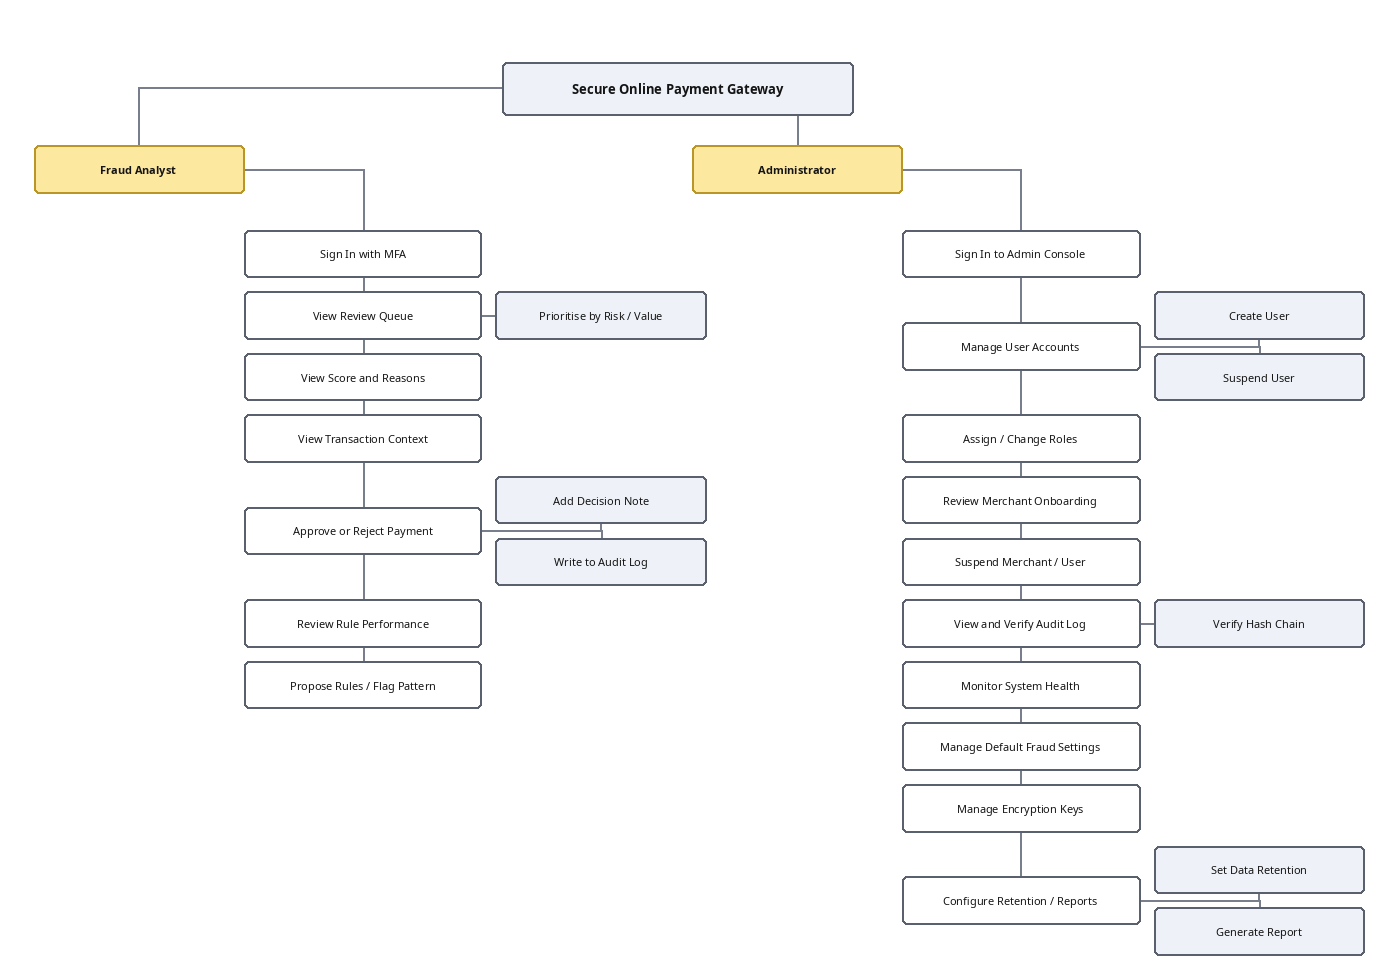 Secure Online Payment Gateway
Fraud Analyst
Administrator
Sign In with MFA
View Review Queue
Prioritise by Risk / Value
View Score and Reasons
View Transaction Context
Add Decision Note
Approve or Reject Payment
Write to Audit Log
Review Rule Performance
Propose Rules / Flag Pattern
Sign In to Admin Console
Create User
Manage User Accounts
Suspend User
Assign / Change Roles
Review Merchant Onboarding
Suspend Merchant / User
View and Verify Audit Log
Verify Hash Chain
Monitor System Health
Manage Default Fraud Settings
Manage Encryption Keys
Set Data Retention
Configure Retention / Reports
Generate Report